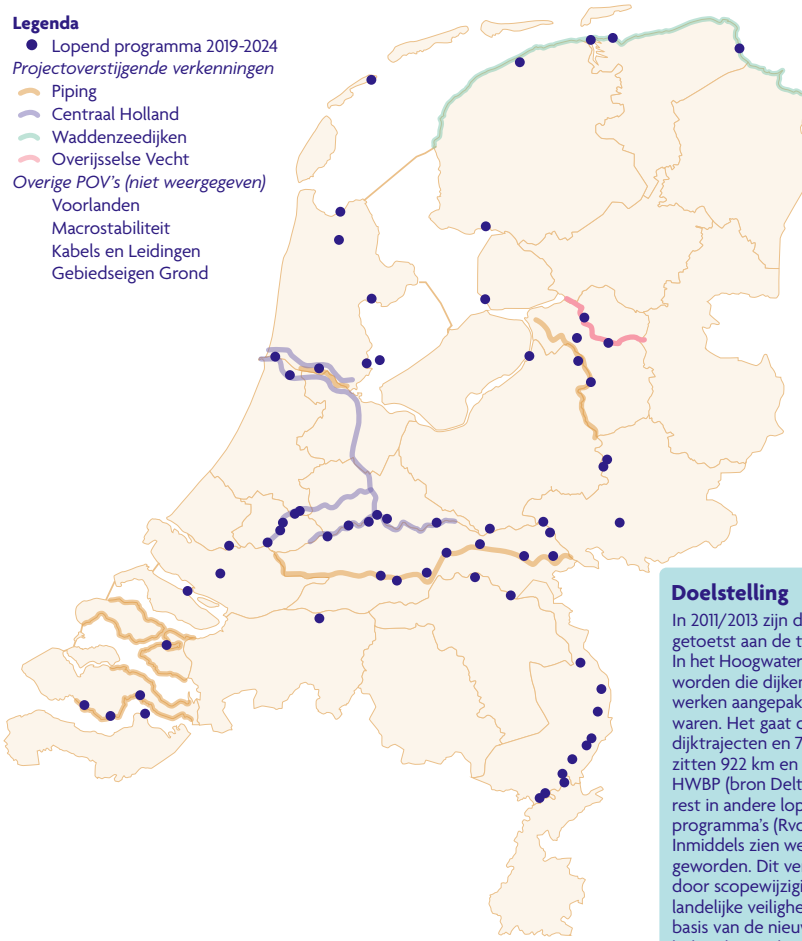 Legenda
Lopend programma 2019-2024
Projectoverstijgende verkenningen
Piping
Centraal Holland
Waddenzeedijken
Overijsselse Vecht
Overige POV's (niet weergegeven)
Voorlanden
Macrostabiliteit
Kabels en Leidingen
Gebiedseigen Grond
Doelstelling
In 2011/2013 zijn d
getoetst aan de t
In het Hoogwater
worden die dijken
werken aangepak
waren. Het gaat o
dijktrajecten en 7
zitten 922 km en
HWBP (bron Delt
rest in andere lop
programma's (Rvo
Inmiddels zien we
geworden. Dit ve
door scopewijzigi
landelijke veilighe
basis van de nieuw